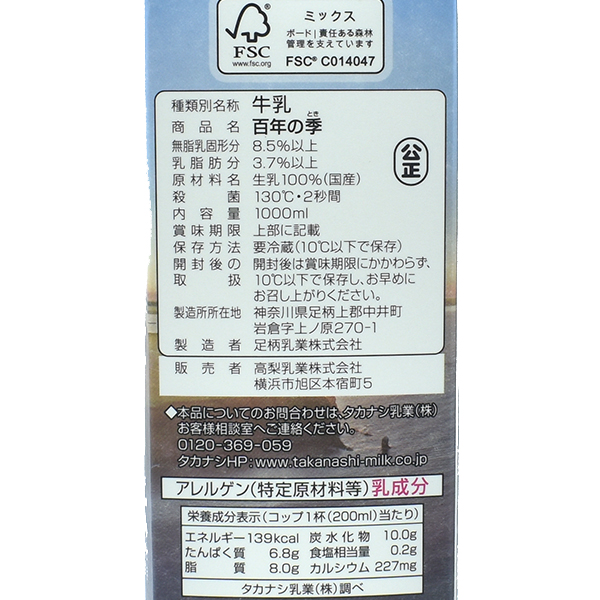 FSC
www.fsc.org
ミックス
ボード|責任ある森林
管理を支えています
FSC® C014047
種類別名称 牛乳
商品名 百年の季
とき
無脂乳固形分 8.5%以上
乳脂肪分 3.7%以上
原材料名 生乳100%(国産)
殺菌 130℃・2秒間
内容量 1000ml
賞味期限 上部に記載
保存方法 要冷蔵(10℃以下で保存)
開封後の 開封後は賞味期限にかかわらず、
取扱 10℃以下で保存し、お早めに
お召し上がりください。
製造所所在地 神奈川県足柄上郡中井町
岩倉字上ノ原270-1
製造者 足柄乳業株式会社
販売者 高梨乳業株式会社
横浜市旭区本宿町5
公正
◆本品についてのお問合わせは、タカナシ乳業(株)
お客様相談室へご連絡ください。
0120-369-059
タカナシHP:www.takanashi-milk.co.jp
アレルゲン(特定原材料等)乳成分
栄養成分表示(コップ1杯(200ml)当たり)
エネルギー 139kcal 炭水化物 10.0g
たんぱく質 6.8g 食塩相当量 0.2g
脂質 8.0g カルシウム 227mg
タカナシ乳業(株)調べ